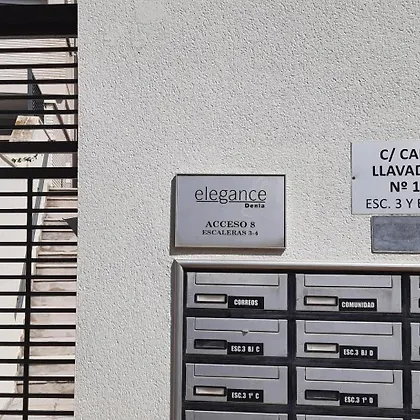 elegance
Denia
ACCESO 8
ESCALERAS 3-4
C/ CA
LLAVAD
Nº 1
ESC. 3 Y
CORREOS
COMUNIDAD
ESC.3 BJ C
ESC.3 BJ D
ESC.3 1º C
ESC.3 1º D